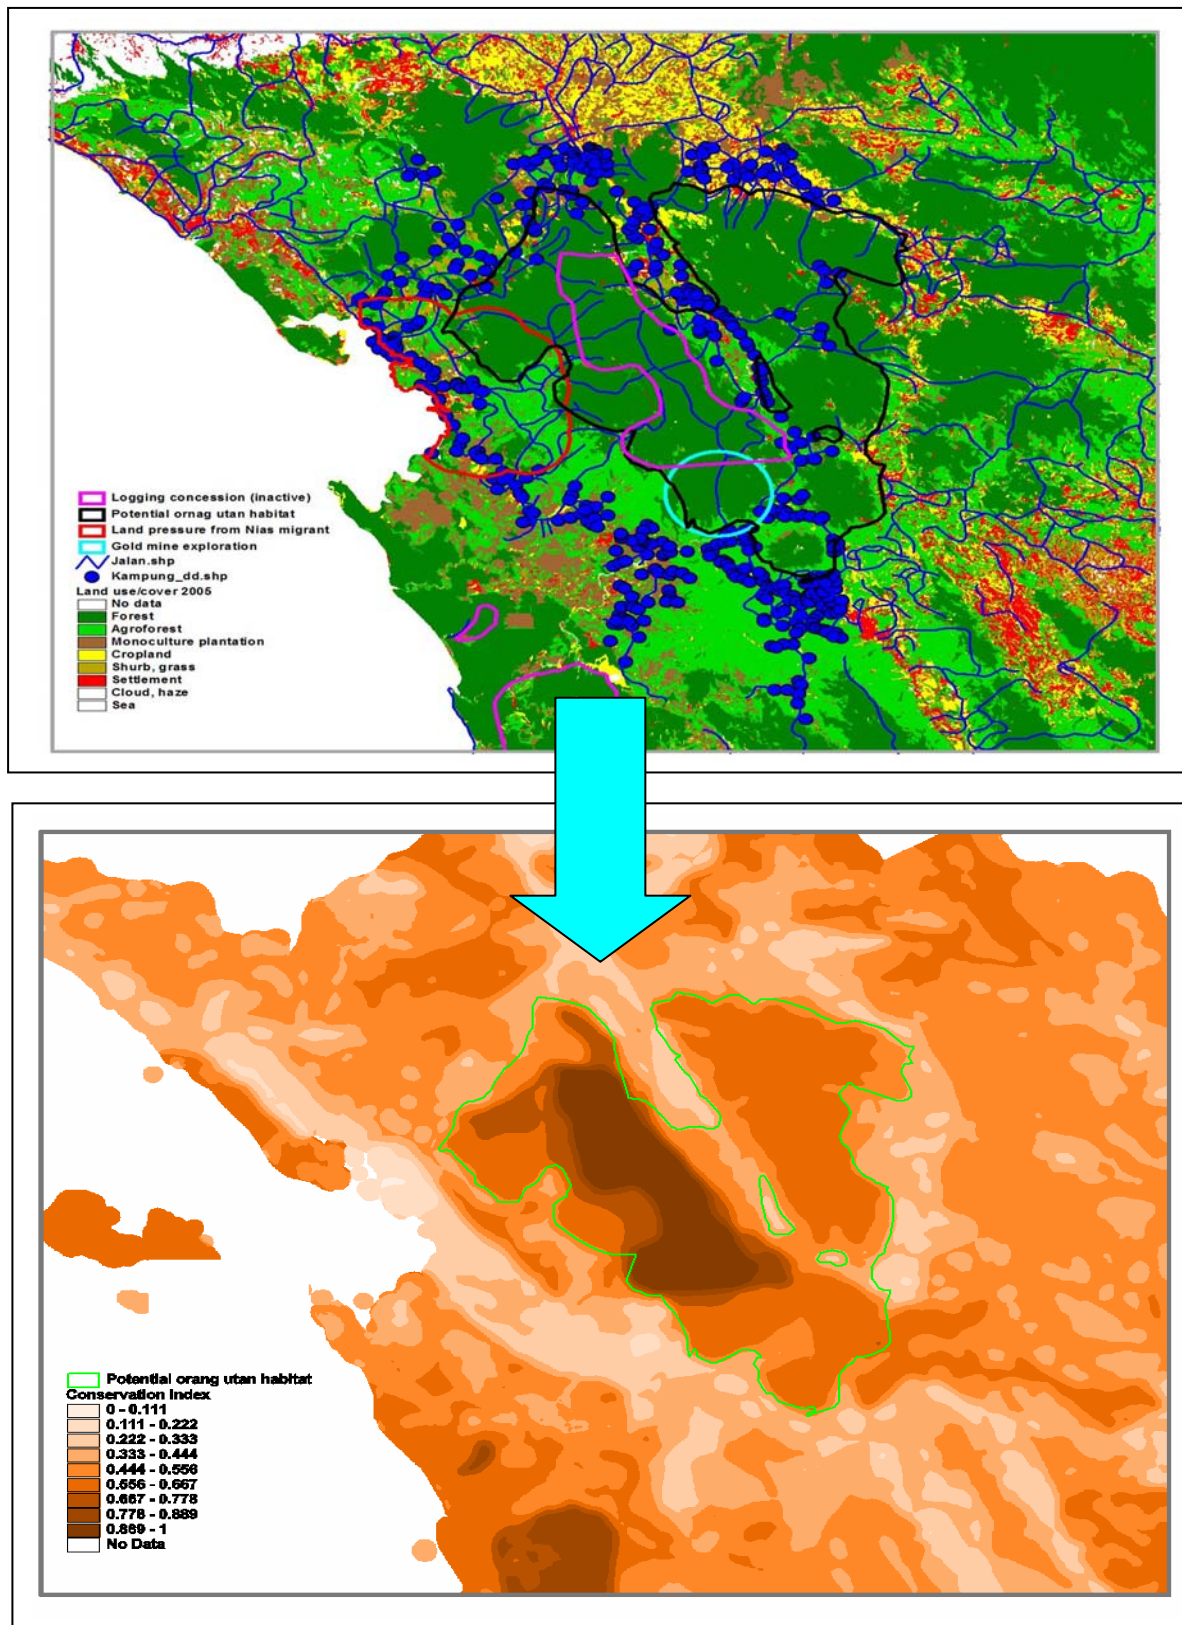 Logging concession (inactive)
Potential ornag utan habitat
Land pressure from Nias migrant
Gold mine exploration
Jalan.shp
Kampung_dd.shp
Land use/cover 2005
No data
Forest
Agroforest
Monoculture plantation
Cropland
Shurb, grass
Settlement
Cloud, haze
Sea
Potential orang utan habitat
Conservation Index
0 - 0.111
0.111 - 0.222
0.222 - 0.333
0.333 - 0.444
0.444 - 0.556
0.556 - 0.667
0.667 - 0.778
0.778 - 0.889
0.889 - 1
No Data